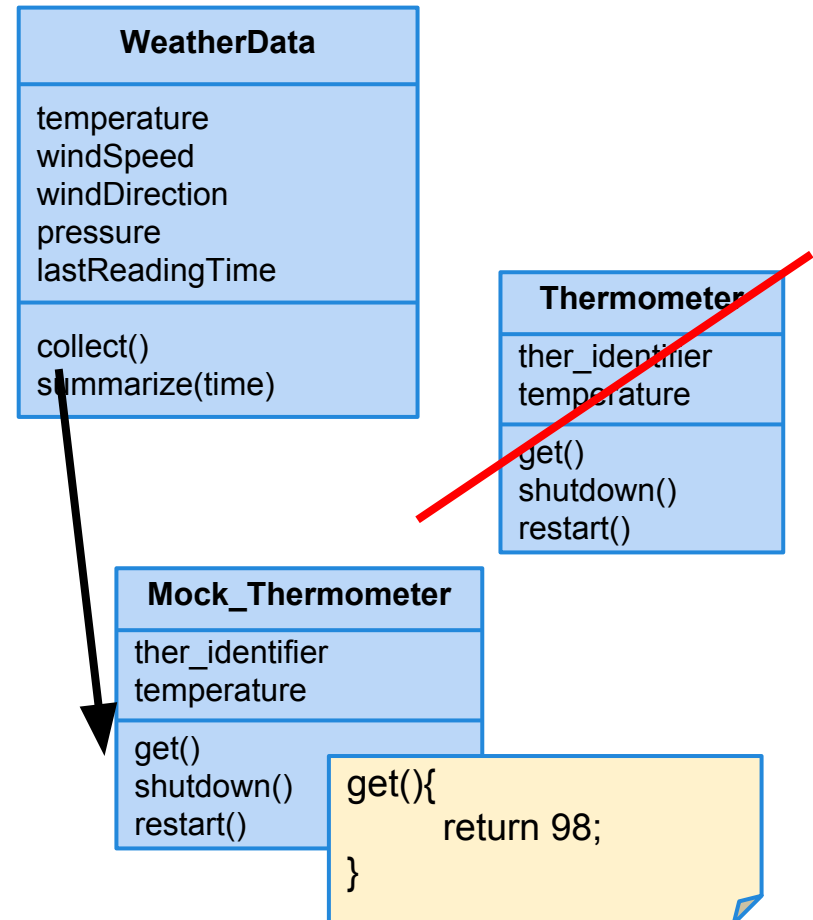 WeatherData
temperature
windSpeed
windDirection
pressure
lastReadingTime
collect()
summarize(time)
Thermometer
ther_identifier
temperature
get()
shutdown()
restart()
Mock_Thermometer
ther_identifier
temperature
get()
shutdown()
restart()
get(){
return 98;
}